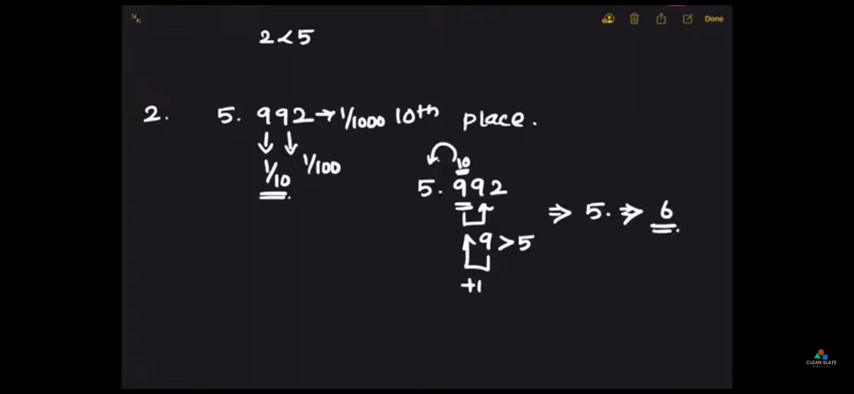 Done
2 < 5
2. 5.992 → 1/1000 10th place.
1/10 1/100
10
5.992
⇒ 5. ⇒ 6
9 > 5
+1
CLEAN SLATE